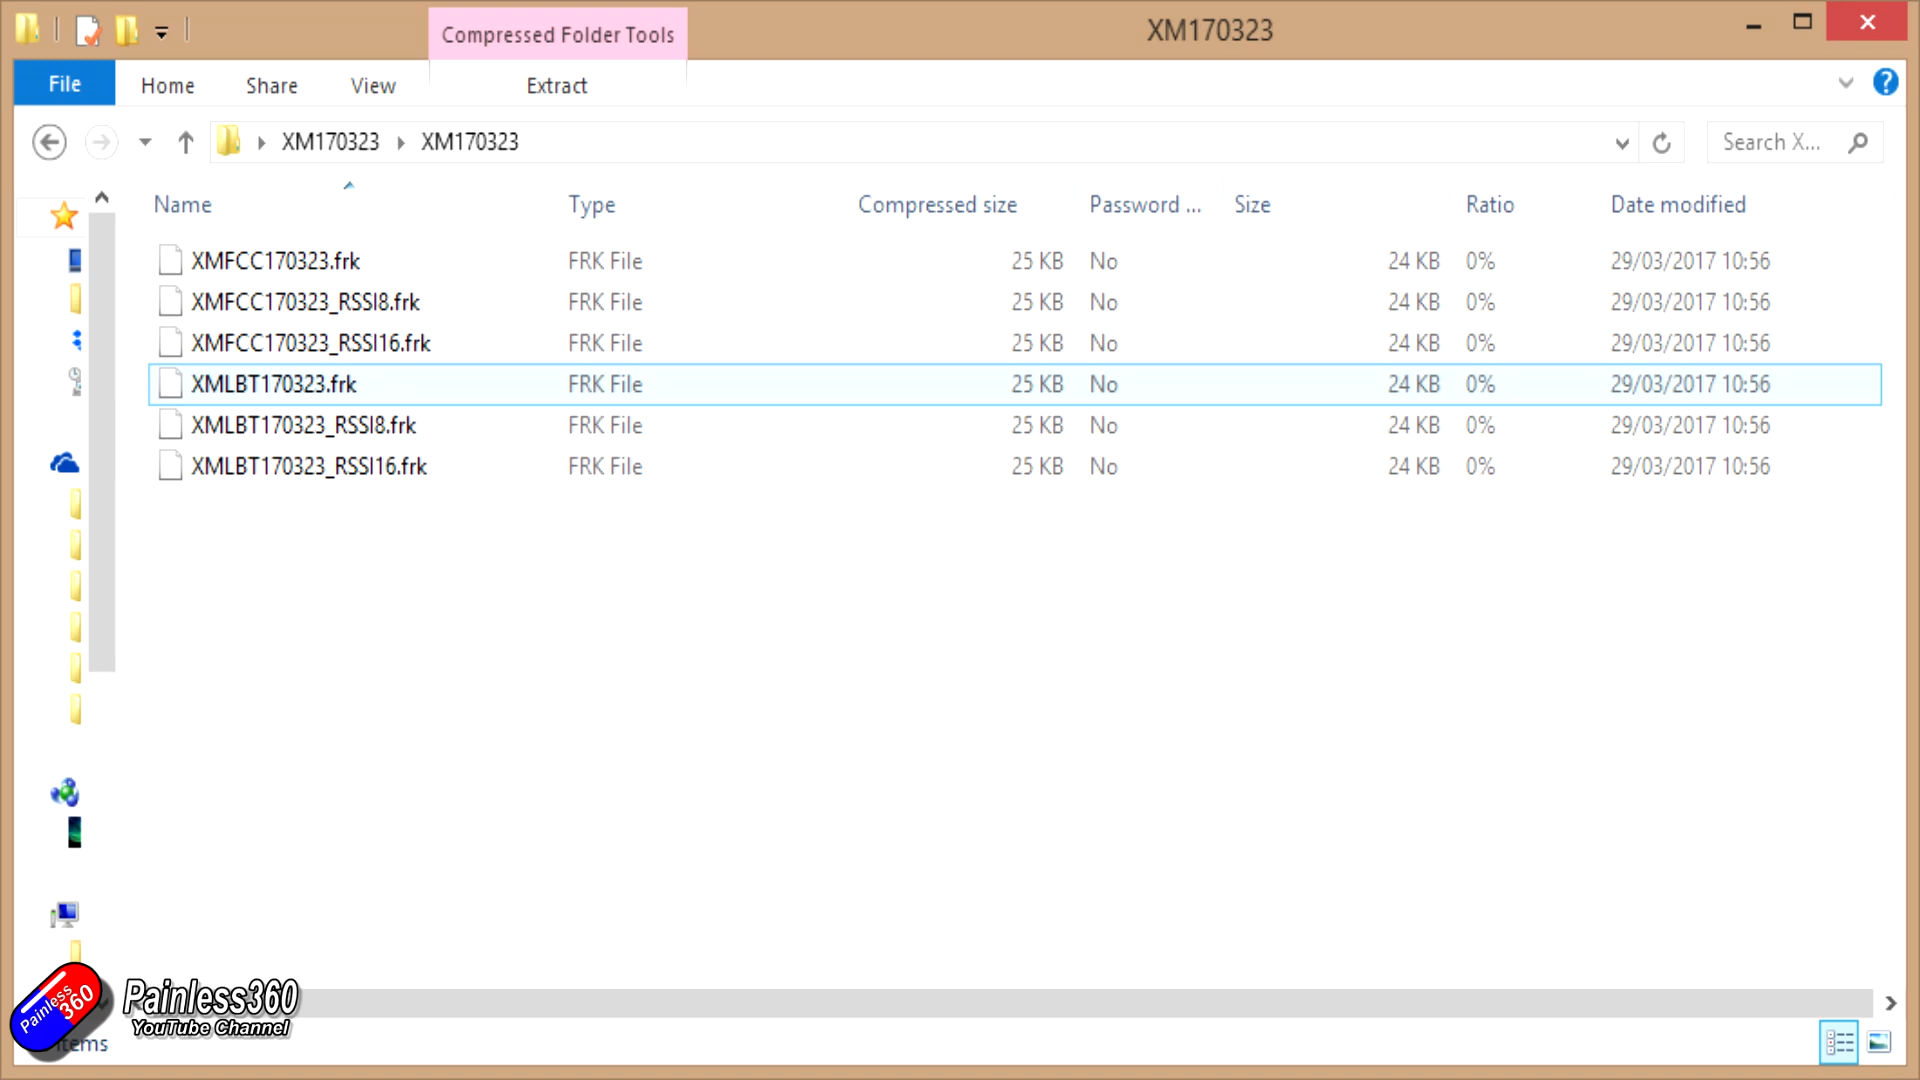 Compressed Folder Tools
XM170323
File Home Share View Extract
XM170323 XM170323 Search X...
Name Type Compressed size Password ... Size Ratio Date modified
XMFCC170323.frk FRK File 25 KB No 24 KB 0% 29/03/2017 10:56
XMFCC170323_RSSI8.frk FRK File 25 KB No 24 KB 0% 29/03/2017 10:56
XMFCC170323_RSSI16.frk FRK File 25 KB No 24 KB 0% 29/03/2017 10:56
XMLBT170323.frk FRK File 25 KB No 24 KB 0% 29/03/2017 10:56
XMLBT170323_RSSI8.frk FRK File 25 KB No 24 KB 0% 29/03/2017 10:56
XMLBT170323_RSSI16.frk FRK File 25 KB No 24 KB 0% 29/03/2017 10:56
Painless 360
Painless360
YouTube Channel
items